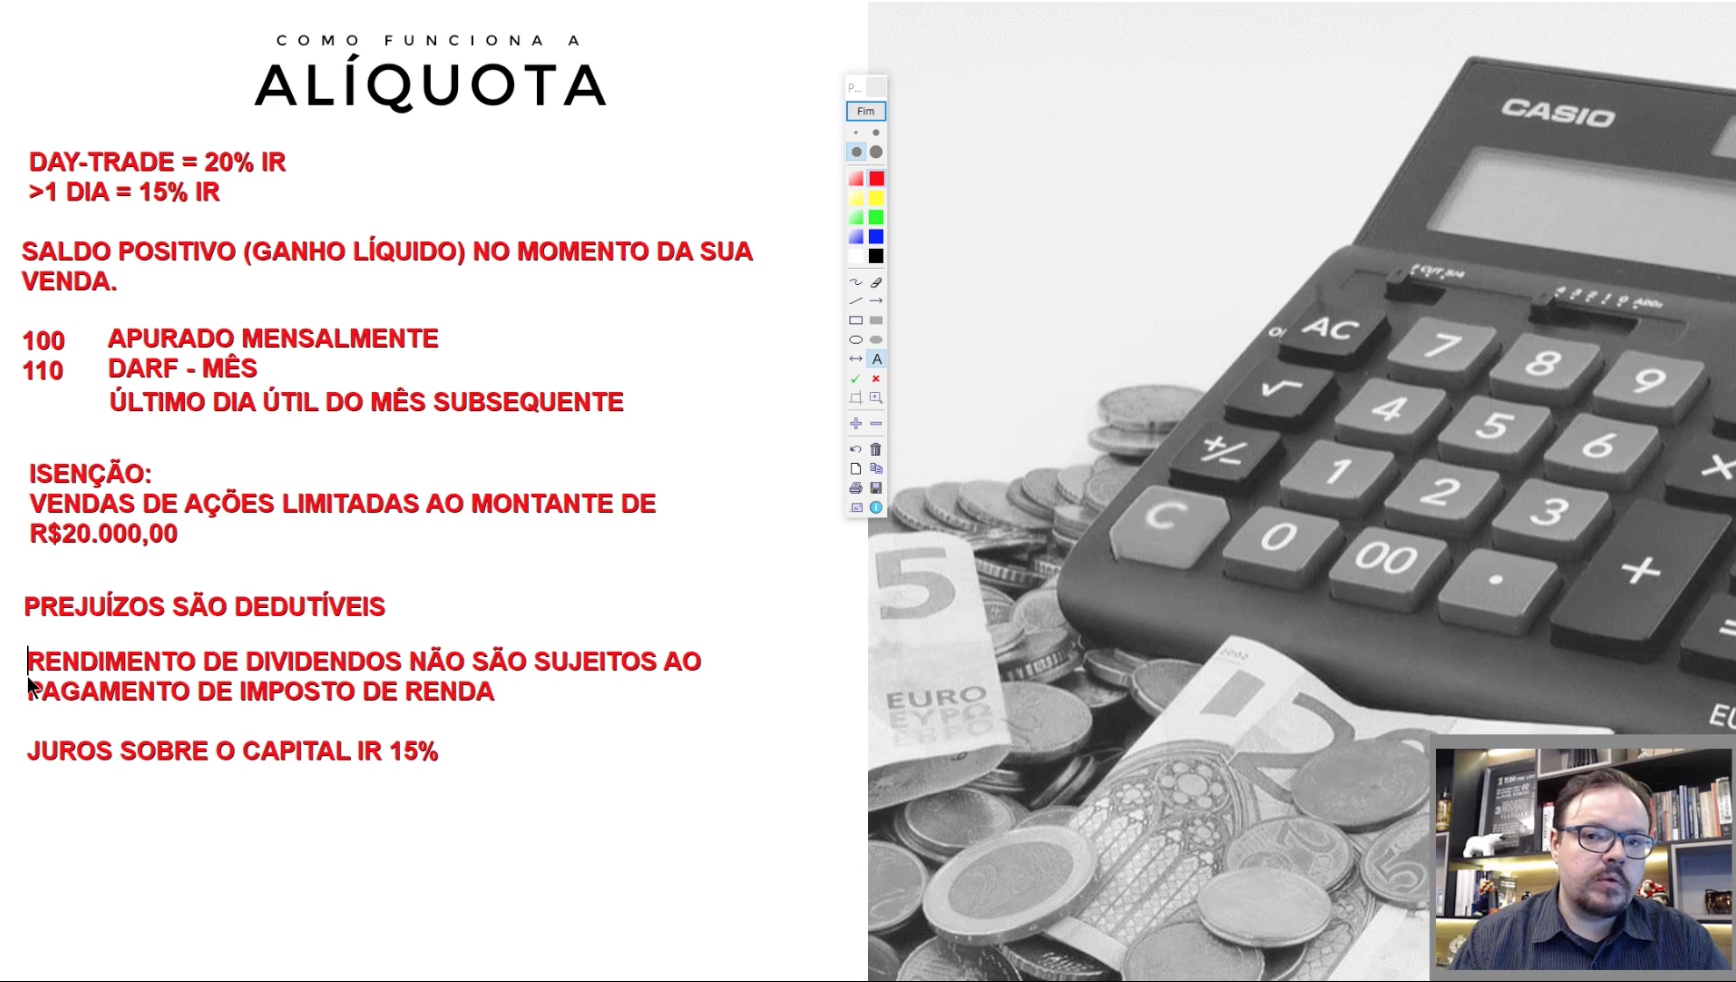 COMO FUNCIONA A
ALÍQUOTA
DAY-TRADE = 20% IR
>1 DIA = 15% IR
SALDO POSITIVO (GANHO LÍQUIDO) NO MOMENTO DA SUA
VENDA.
100 APURADO MENSALMENTE
110 DARF - MÊS
ÚLTIMO DIA ÚTIL DO MÊS SUBSEQUENTE
ISENÇÃO:
VENDAS DE AÇÕES LIMITADAS AO MONTANTE DE
R$20.000,00
PREJUÍZOS SÃO DEDUTÍVEIS
RENDIMENTO DE DIVIDENDOS NÃO SÃO SUJEITOS AO
PAGAMENTO DE IMPOSTO DE RENDA
JUROS SOBRE O CAPITAL IR 15%
P...
Fim
A
CASIO
AC 7 8 9
√ 4 5 6
+/- 1 2 3 X
C 0 00 . + =
5
EURO
ΕΥΡΩ
2002